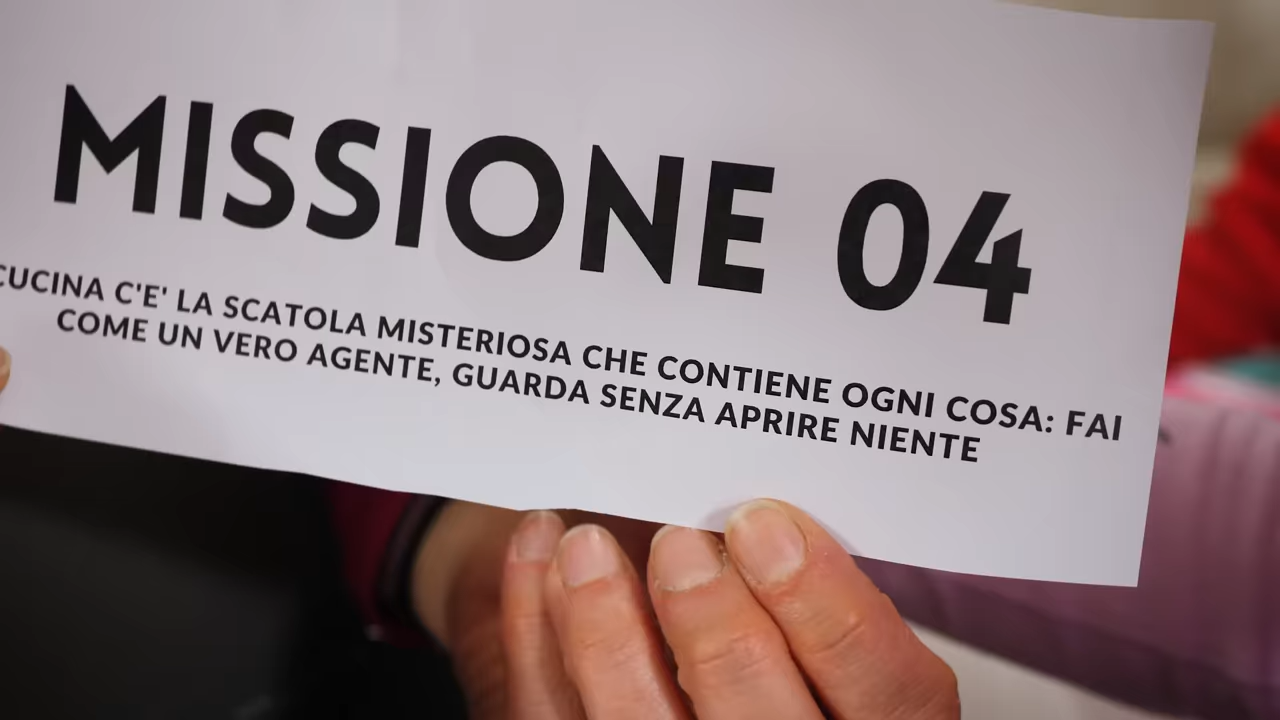 MISSIONE 04
CUCINA C'E' LA SCATOLA MISTERIOSA CHE CONTIENE OGNI COSA: FAI
COME UN VERO AGENTE, GUARDA SENZA APRIRE NIENTE